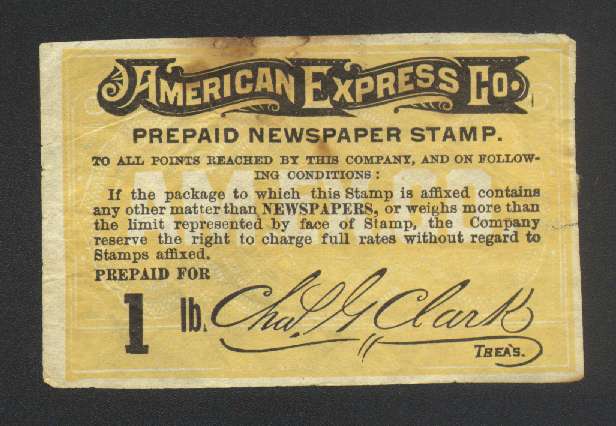 AMERICAN EXPRESS CO.
PREPAID NEWSPAPER STAMP.
TO ALL POINTS REACHED BY THIS COMPANY, AND ON FOLLOW-
ING CONDITIONS:
If the package to which this Stamp is affixed contains
any other matter than NEWSPAPERS, or weighs more than
the limit represented by face of Stamp, the Company
reserve the right to charge full rates without regard to
Stamps affixed.
PREPAID FOR
1 lb. Chas. G Clark
TREAS.